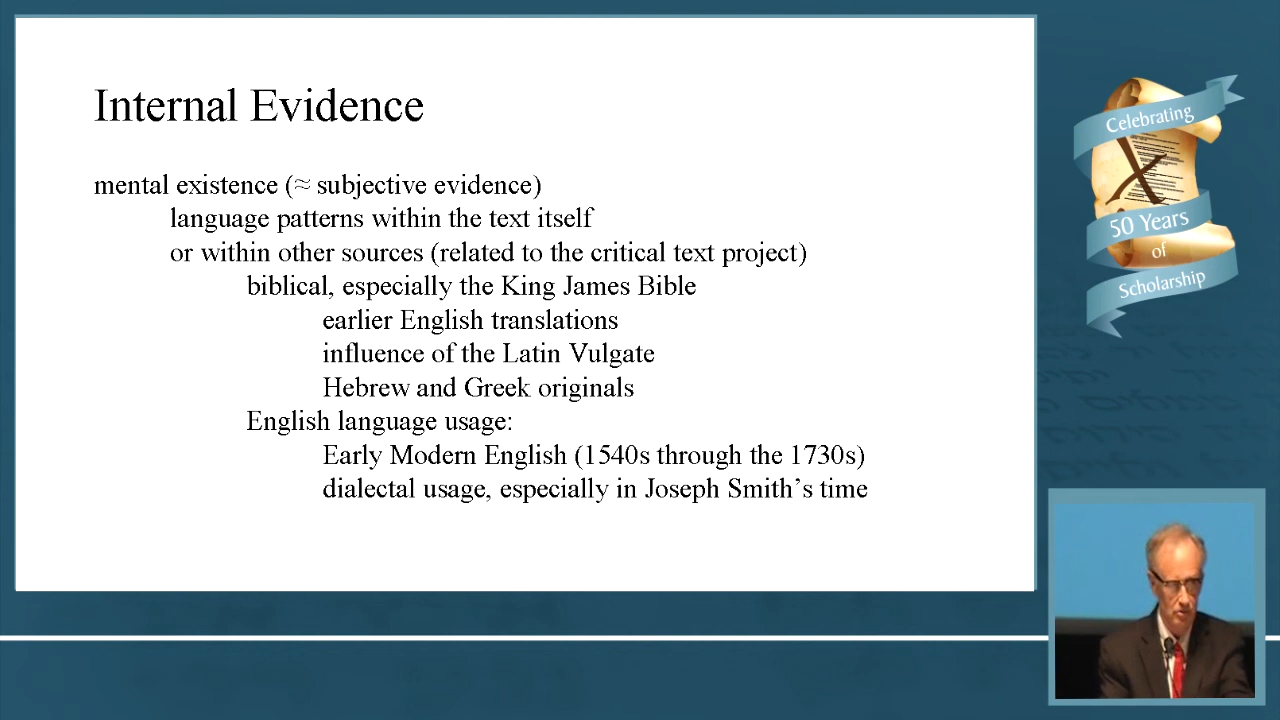 Internal Evidence
mental existence (≈ subjective evidence)
language patterns within the text itself
or within other sources (related to the critical text project)
biblical, especially the King James Bible
earlier English translations
influence of the Latin Vulgate
Hebrew and Greek originals
English language usage:
Early Modern English (1540s through the 1730s)
dialectal usage, especially in Joseph Smith’s time
Celebrating
50 Years
of
Scholarship